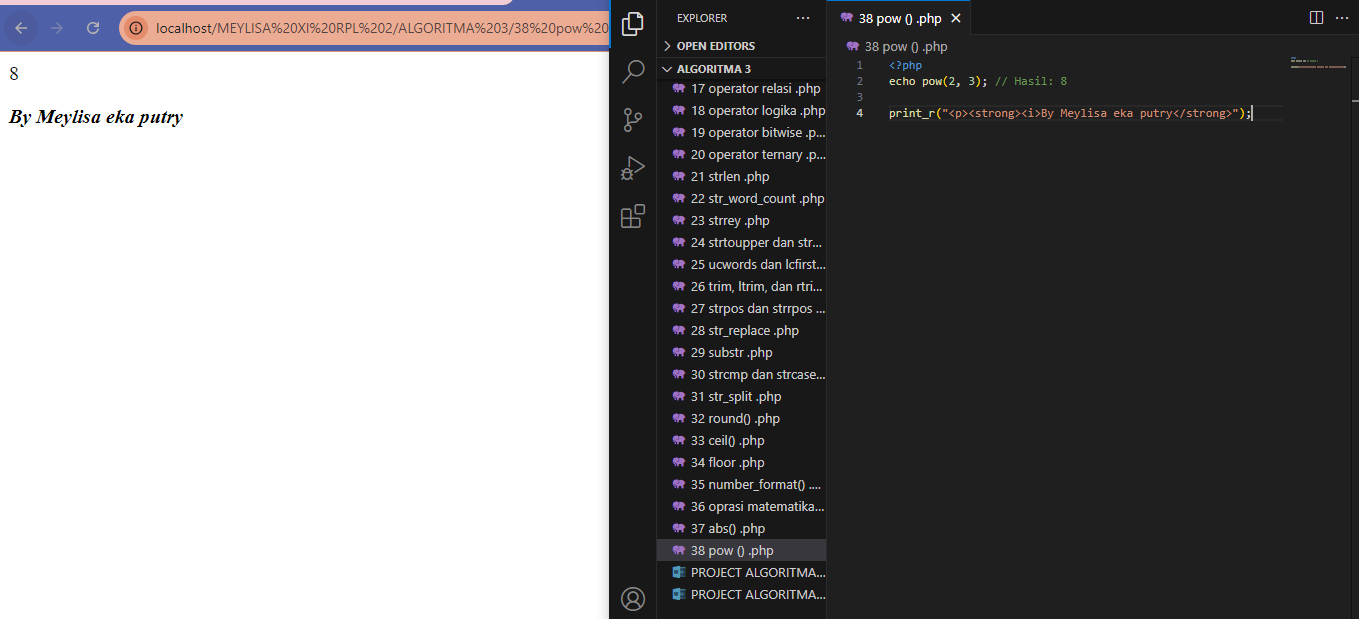 localhost/MEYLISA%20XI%20RPL%202/ALGORITMA%203/38%20pow%20
8
By Meylisa eka putry
EXPLORER
OPEN EDITORS
ALGORITMA 3
17 operator relasi .php
18 operator logika .php
19 operator bitwise .p...
20 operator ternary .p...
21 strlen .php
22 str_word_count .php
23 strrey .php
24 strtoupper dan str...
25 ucwords dan lcfirst...
26 trim, ltrim, dan rtri...
27 strpos dan strrpos ...
28 str_replace .php
29 substr .php
30 strcmp dan strcase...
31 str_split .php
32 round() .php
33 ceil() .php
34 floor .php
35 number_format() ....
36 oprasi matematika...
37 abs() .php
38 pow () .php
PROJECT ALGORITMA...
PROJECT ALGORITMA...
38 pow () .php
38 pow () .php
1 <?php
2 echo pow(2, 3); // Hasil: 8
3
4 print_r("<p><strong><i>By Meylisa eka putry</strong>");